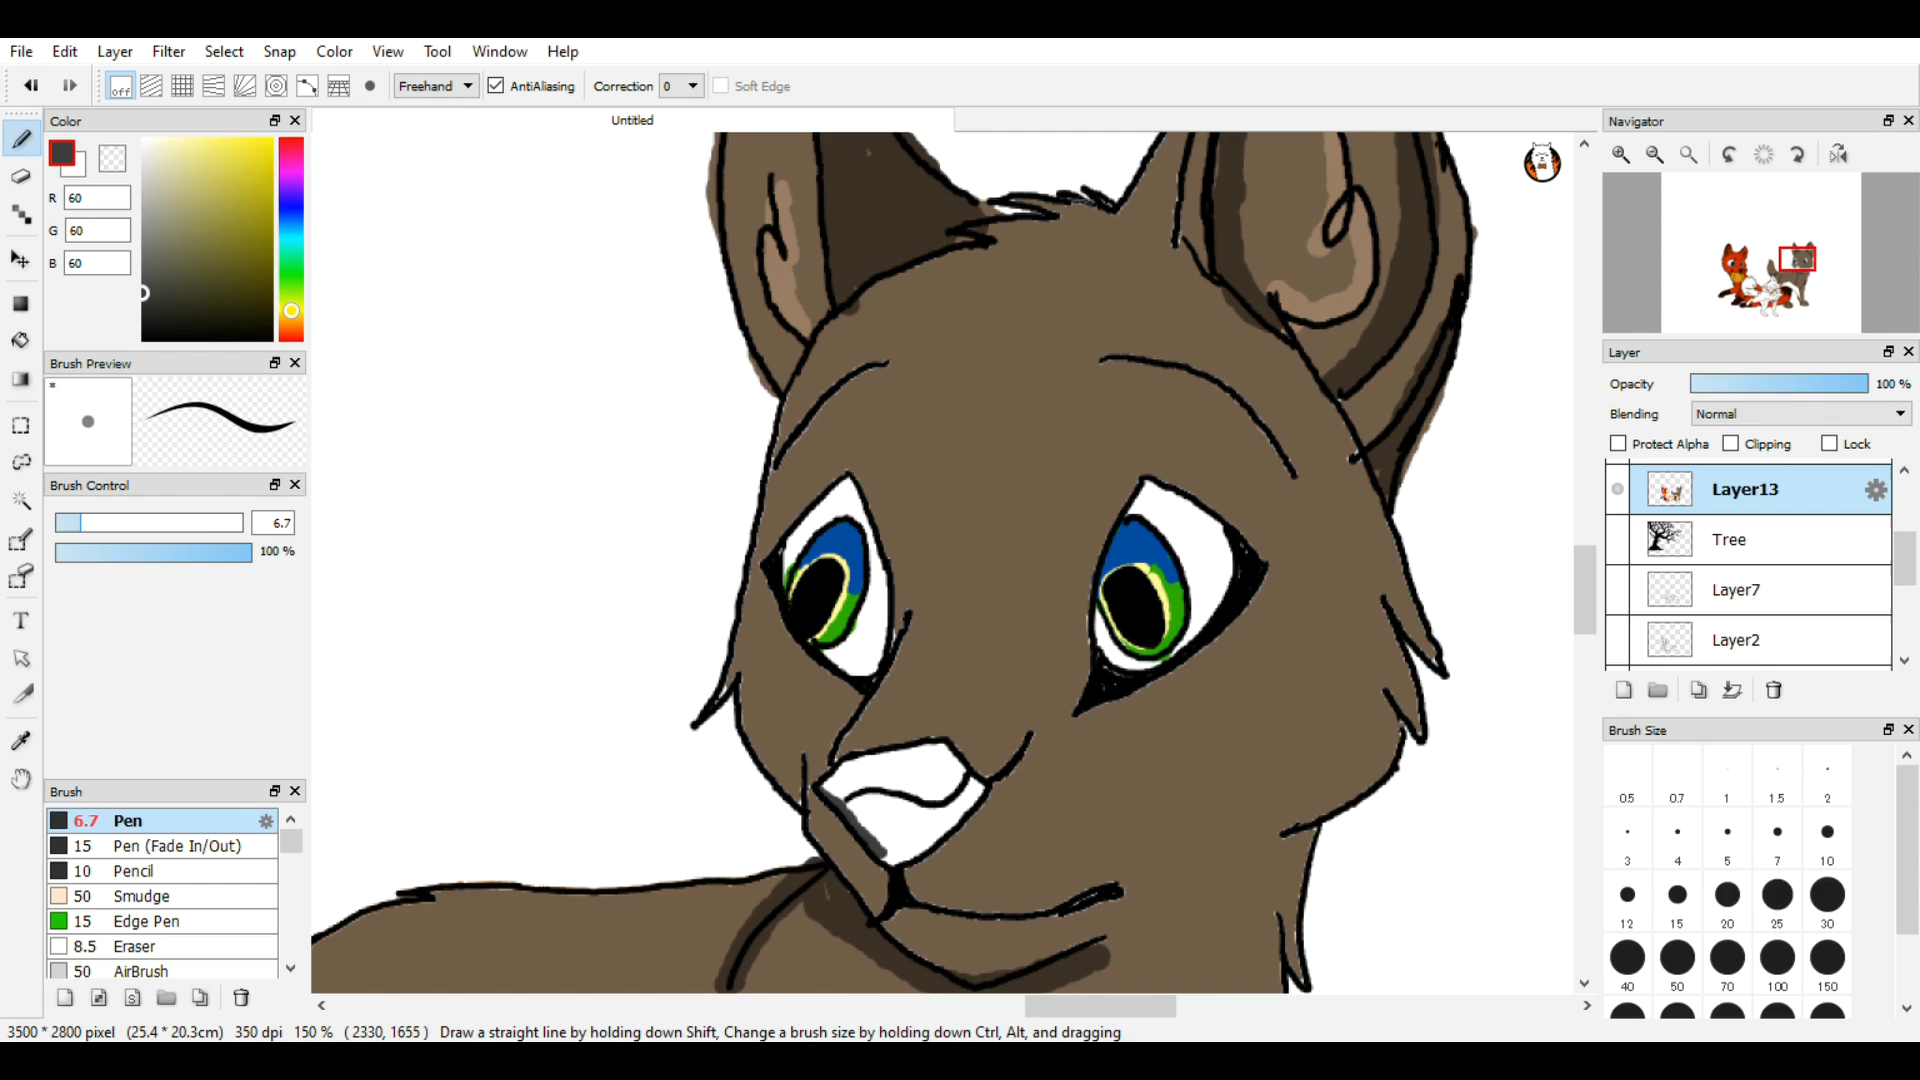 File Edit Layer Filter Select Snap Color View Tool Window Help
off Freehand AntiAliasing Correction 0 Soft Edge
Color
Untitled
Navigator
R 60
G 60
B 60
Layer
Brush Preview
*
Opacity 100 %
Blending Normal
Protect Alpha Clipping Lock
Brush Control
6.7
100 %
Layer13
Tree
Layer7
Layer2
Brush Size
0.5 0.7 1 1.5 2
3 4 5 7 10
12 15 20 25 30
40 50 70 100 150
Brush
6.7 Pen
15 Pen (Fade In/Out)
10 Pencil
50 Smudge
15 Edge Pen
8.5 Eraser
50 AirBrush
S
T
3500 * 2800 pixel (25.4 * 20.3cm) 350 dpi 150 % ( 2330, 1655 ) Draw a straight line by holding down Shift, Change a brush size by holding down Ctrl, Alt, and dragging